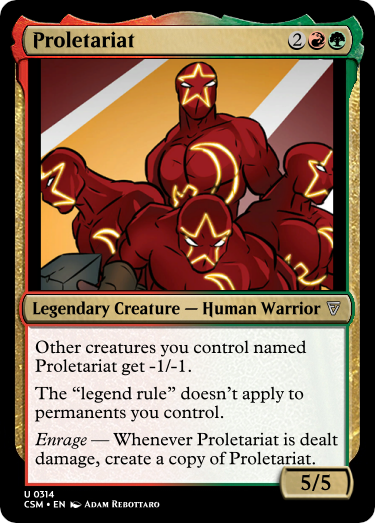 Proletariat 2
Legendary Creature — Human Warrior
Other creatures you control named
Proletariat get -1/-1.
The “legend rule” doesn’t apply to
permanents you control.
Enrage — Whenever Proletariat is dealt
damage, create a copy of Proletariat.
5/5
U 0314
CSM • EN Adam Rebottaro